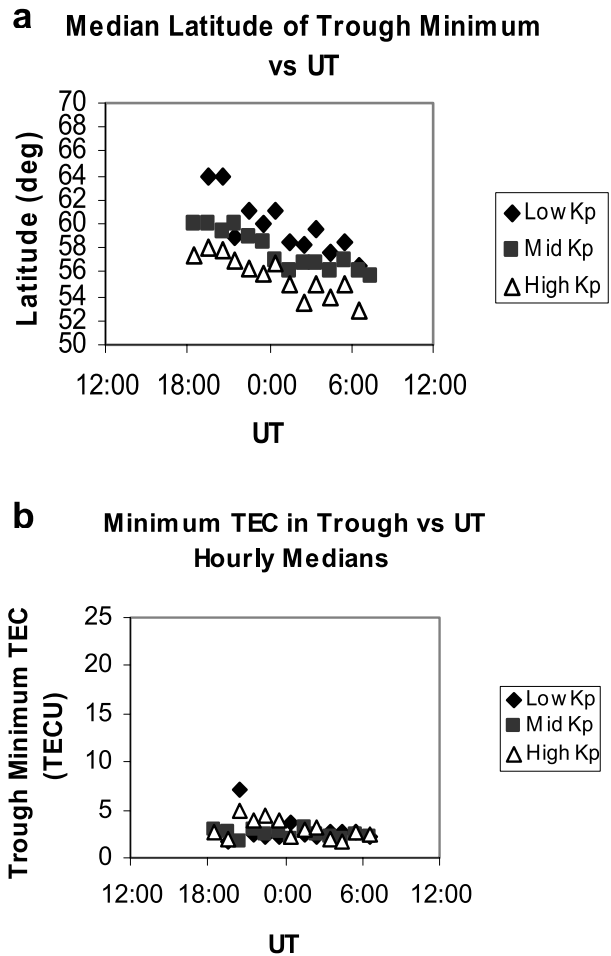 a
Median Latitude of Trough Minimum
vs UT
Latitude (deg)
70
68
66
64
62
60
58
56
54
52
50
12:00 18:00 0:00 6:00 12:00
UT
Low Kp
Mid Kp
High Kp
b
Minimum TEC in Trough vs UT
Hourly Medians
Trough Minimum TEC
(TECU)
25
20
15
10
5
0
12:00 18:00 0:00 6:00 12:00
UT
Low Kp
Mid Kp
High Kp